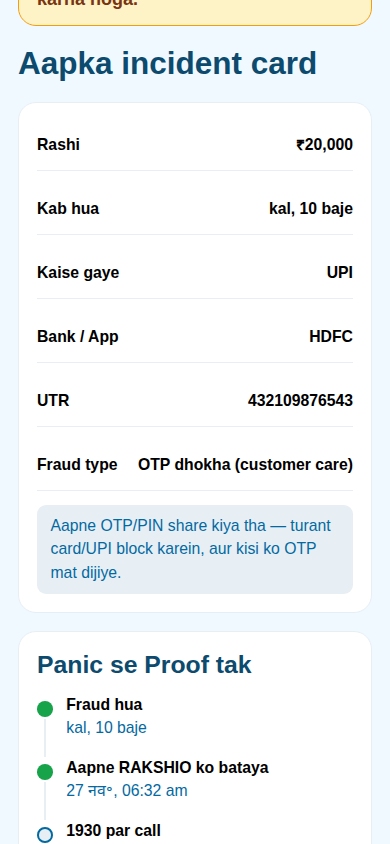 karna hoga.
Aapka incident card
Rashi ₹20,000
Kab hua kal, 10 baje
Kaise gaye UPI
Bank / App HDFC
UTR 432109876543
Fraud type OTP dhokha (customer care)
Aapne OTP/PIN share kiya tha — turant
card/UPI block karein, aur kisi ko OTP
mat dijiye.
Panic se Proof tak
Fraud hua
kal, 10 baje
Aapne RAKSHIO ko bataya
27 नव॰, 06:32 am
1930 par call